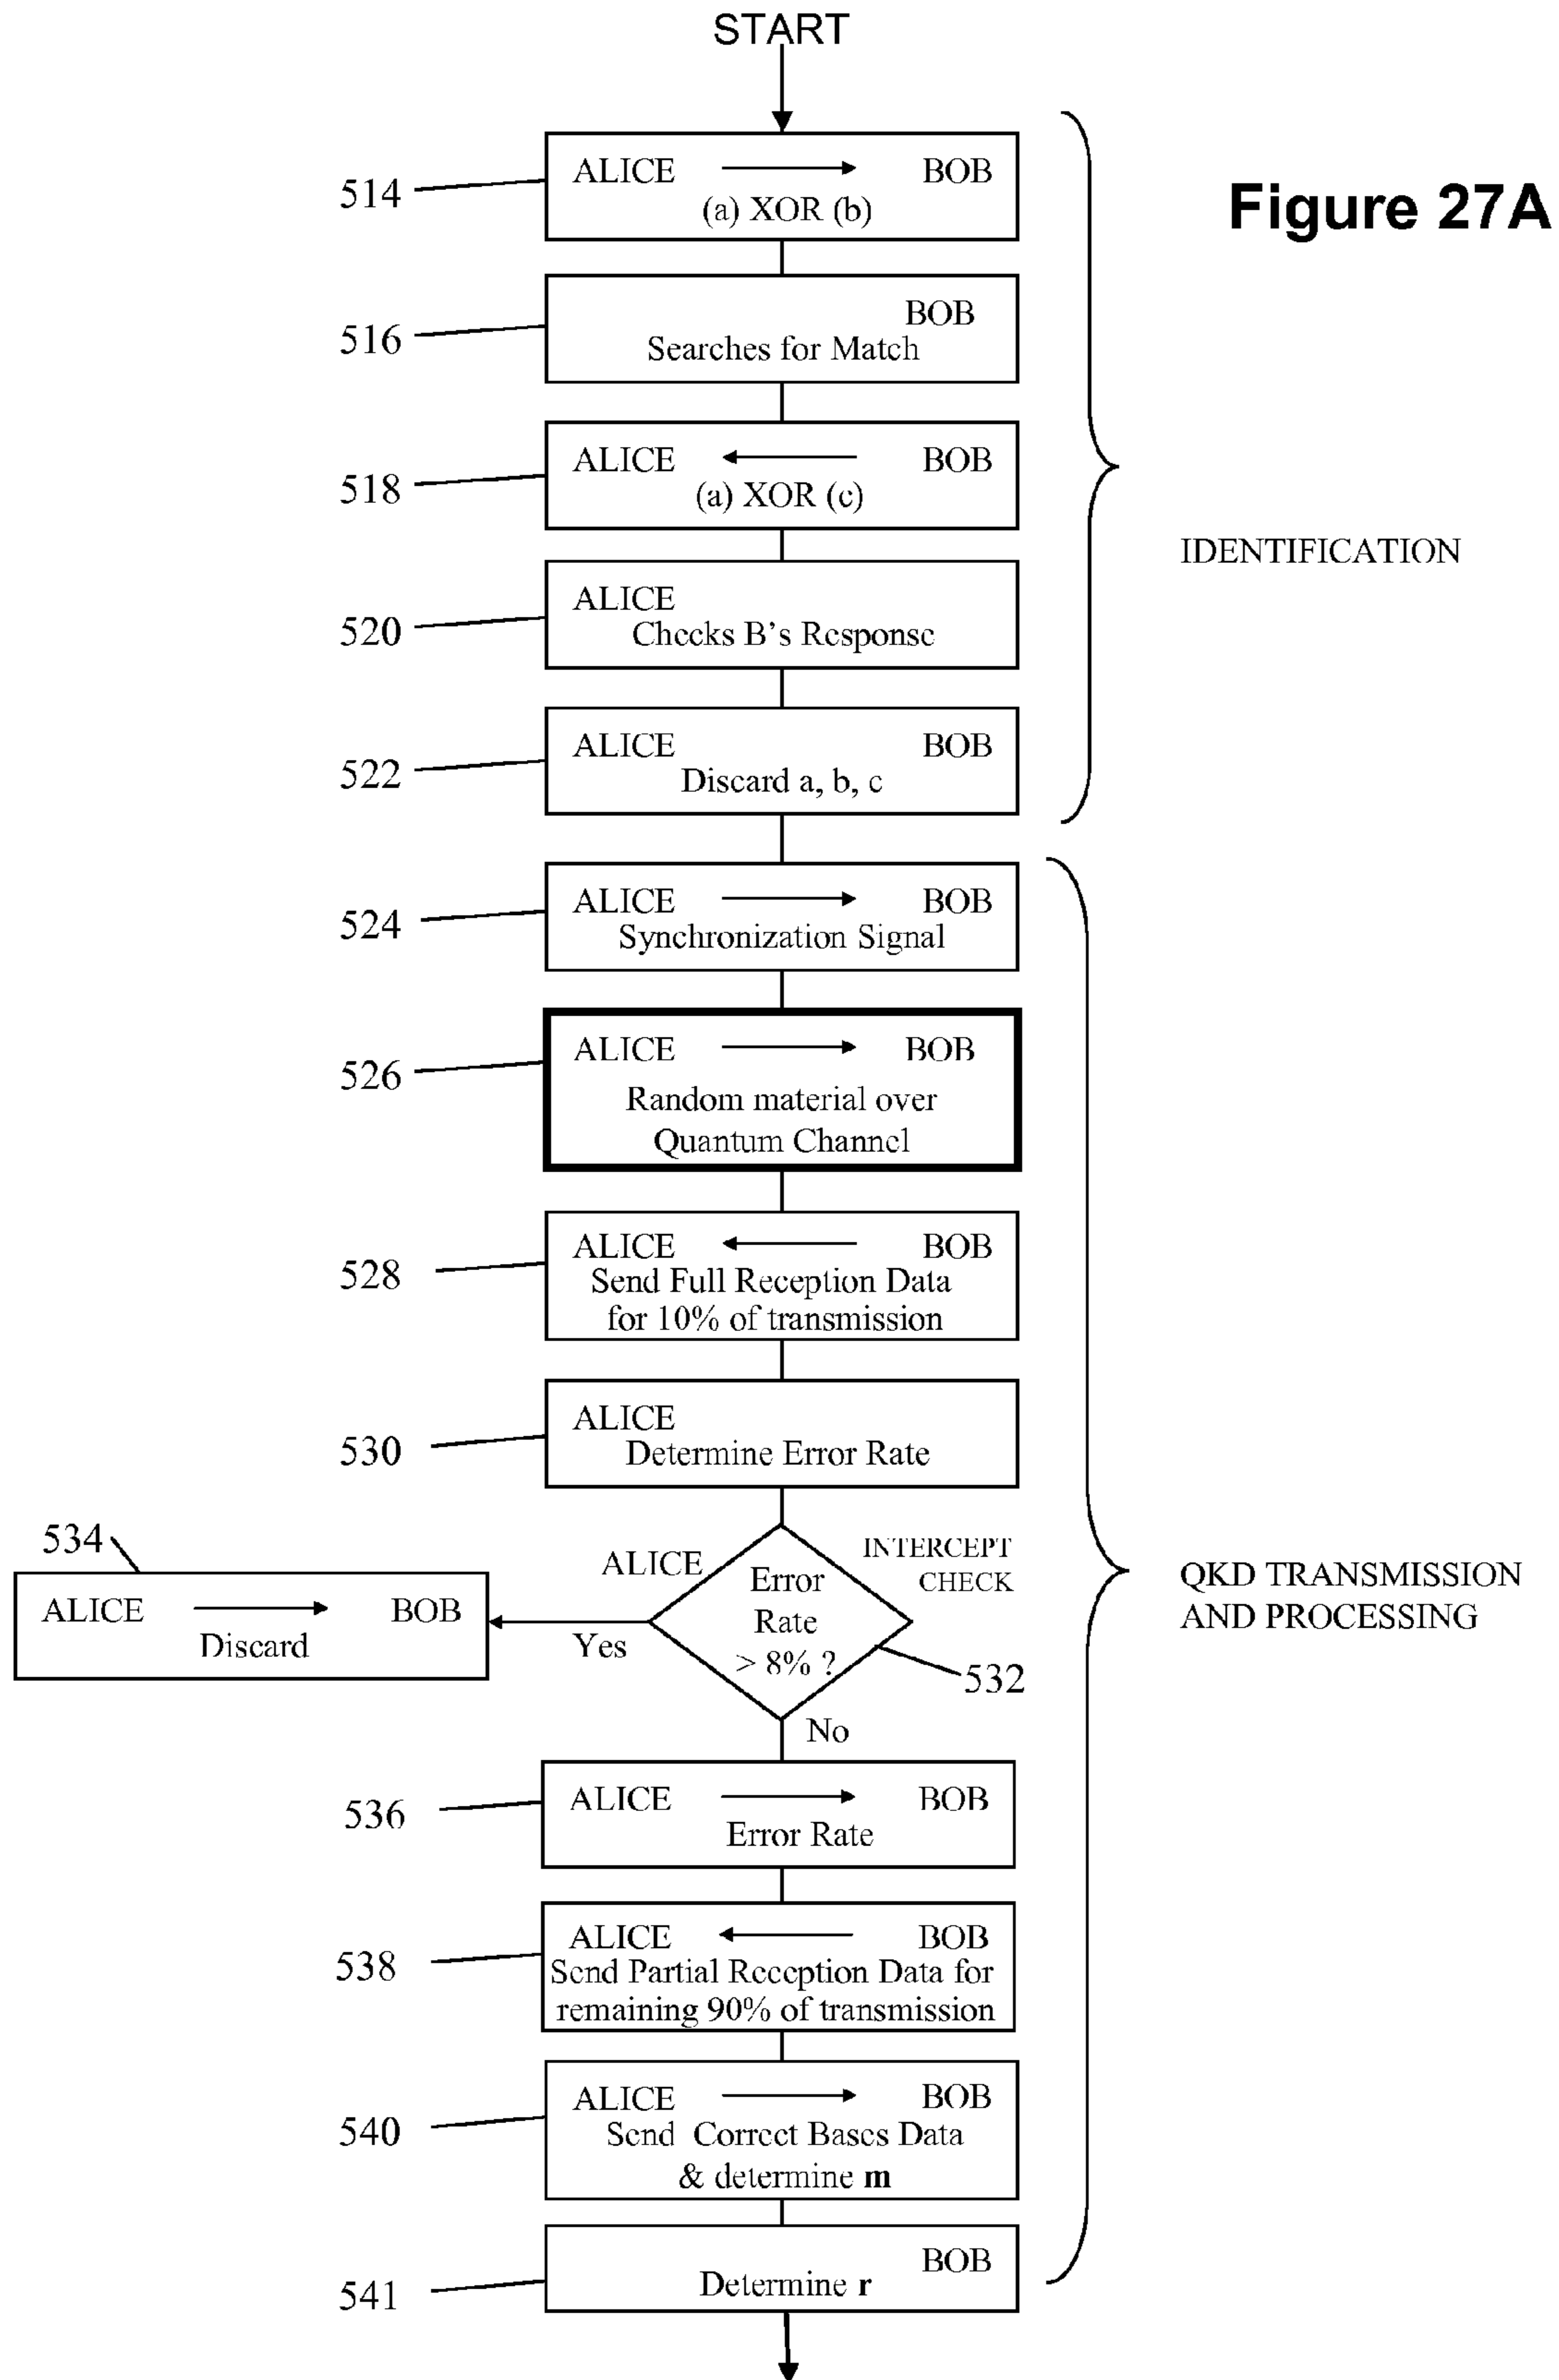 START
Figure 27A
514
ALICE BOB
(a) XOR (b)
516
BOB
Searches for Match
518
ALICE BOB
(a) XOR (c)
IDENTIFICATION
520
ALICE
Checks B's Response
522
ALICE BOB
Discard a, b, c
524
ALICE BOB
Synchronization Signal
526
ALICE BOB
Random material over
Quantum Channel
528
ALICE BOB
Send Full Reception Data
for 10% of transmission
530
ALICE
Determine Error Rate
534
ALICE BOB
Discard
Yes
ALICE
Error
Rate
> 8% ?
INTERCEPT
CHECK
532
No
QKD TRANSMISSION
AND PROCESSING
536
ALICE BOB
Error Rate
538
ALICE BOB
Send Partial Reception Data for
remaining 90% of transmission
540
ALICE BOB
Send Correct Bases Data
& determine m
541
BOB
Determine r